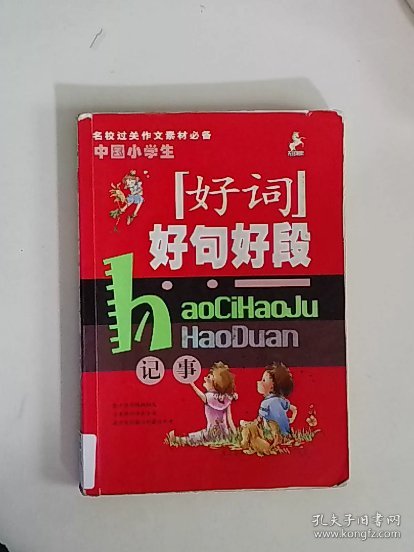 名校过关作文素材必备
中国小学生
「好词」
好句好段
haoCiHaoJu
HaoDuan
记事
孔夫子旧书网
www.kongfz.com